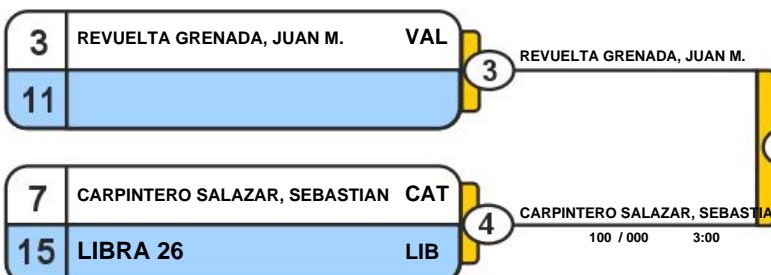 3 REVUELTA GRENADA, JUAN M. VAL
11
3 REVUELTA GRENADA, JUAN M.
7 CARPINTERO SALAZAR, SEBASTIAN CAT
15 LIBRA 26 LIB
4 CARPINTERO SALAZAR, SEBASTIA
100 / 000 3:00